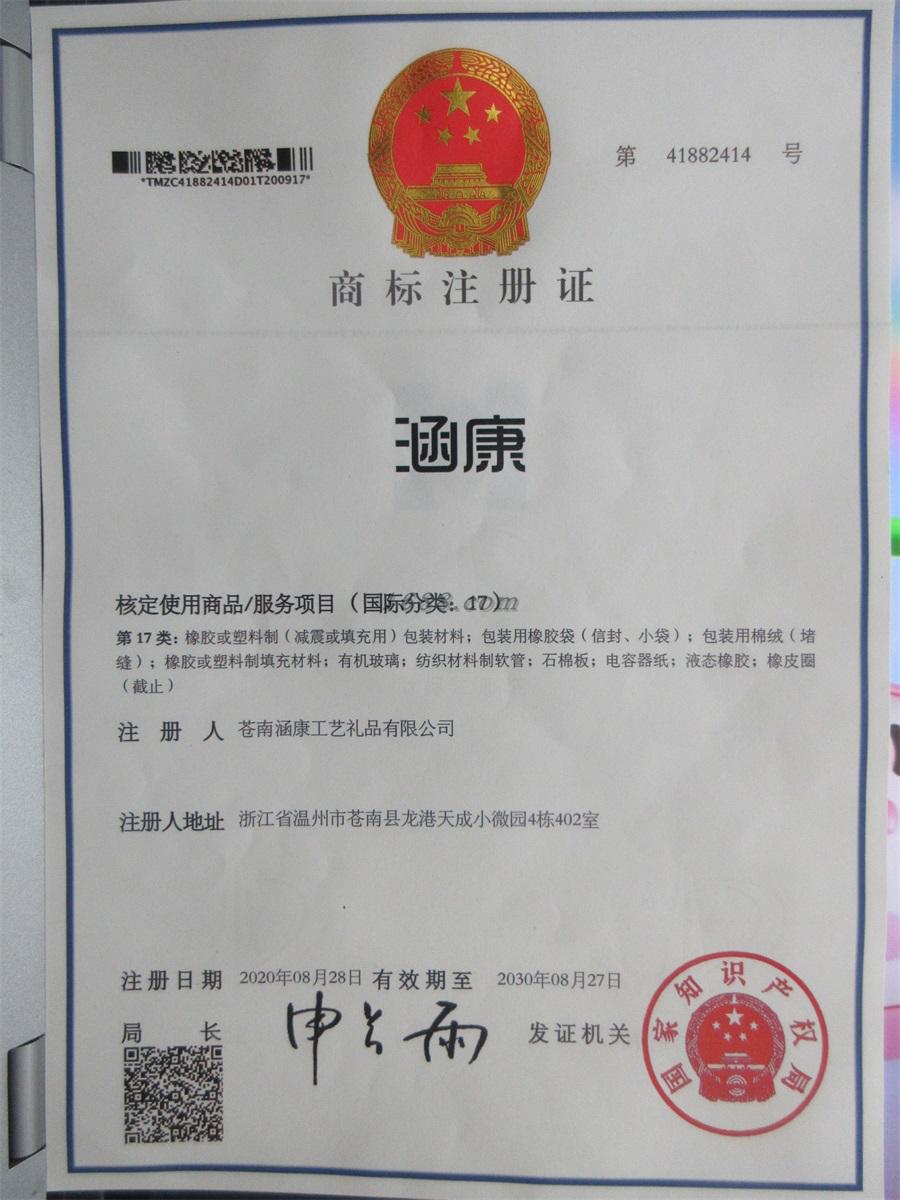 第 41882414 号
*TMZC41882414D01T200917*
商标注册证
涵康
核定使用商品/服务项目（国际分类：17）
1688.com
第 17 类：橡胶或塑料制（减震或填充用）包装材料；包装用橡胶袋（信封、小袋）；包装用棉绒（堵
缝）；橡胶或塑料制填充材料；有机玻璃；纺织材料制软管；石棉板；电容器纸；液态橡胶；橡皮圈
（截止）
注册人 苍南涵康工艺礼品有限公司
注册人地址 浙江省温州市苍南县龙港天成小微园4栋402室
注册日期 2020年08月28日 有效期至 2030年08月27日
局长 申长雨 发证机关
国家知识产权局